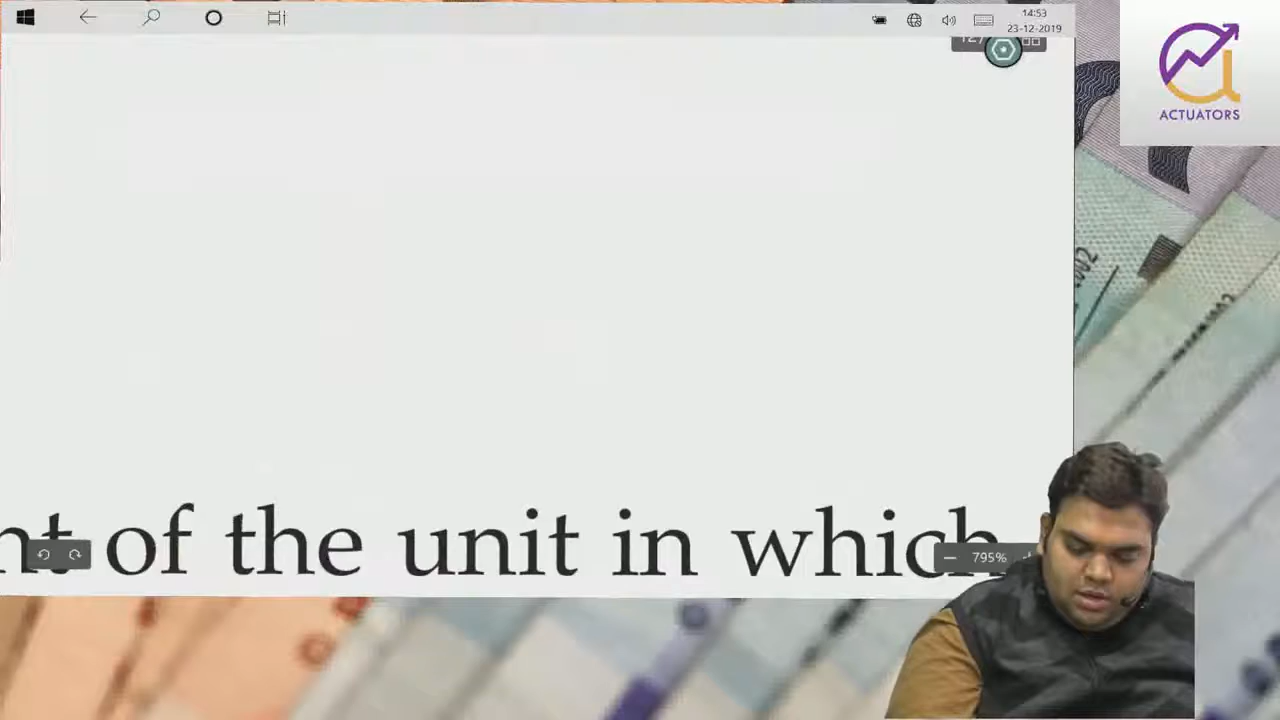 14:53
23-12-2019
ACTUATORS
of the unit in which
795%